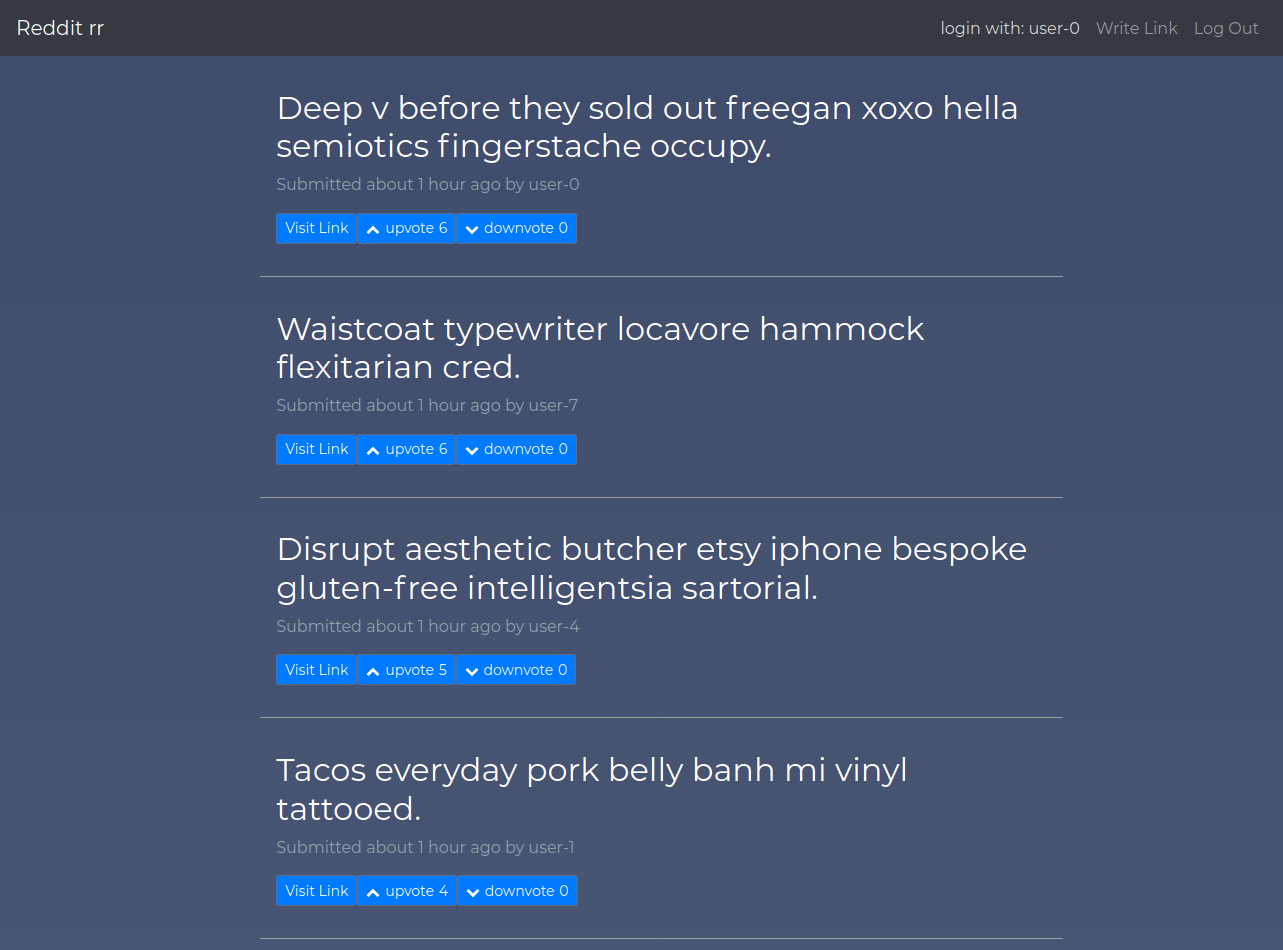 Reddit rr
login with: user-0 Write Link Log Out
Deep v before they sold out freegan xoxo hella
semiotics fingerstache occupy.
Submitted about 1 hour ago by user-0
Visit Link upvote 6 downvote 0
Waistcoat typewriter locavore hammock
flexitarian cred.
Submitted about 1 hour ago by user-7
Visit Link upvote 6 downvote 0
Disrupt aesthetic butcher etsy iphone bespoke
gluten-free intelligentsia sartorial.
Submitted about 1 hour ago by user-4
Visit Link upvote 5 downvote 0
Tacos everyday pork belly banh mi vinyl
tattooed.
Submitted about 1 hour ago by user-1
Visit Link upvote 4 downvote 0